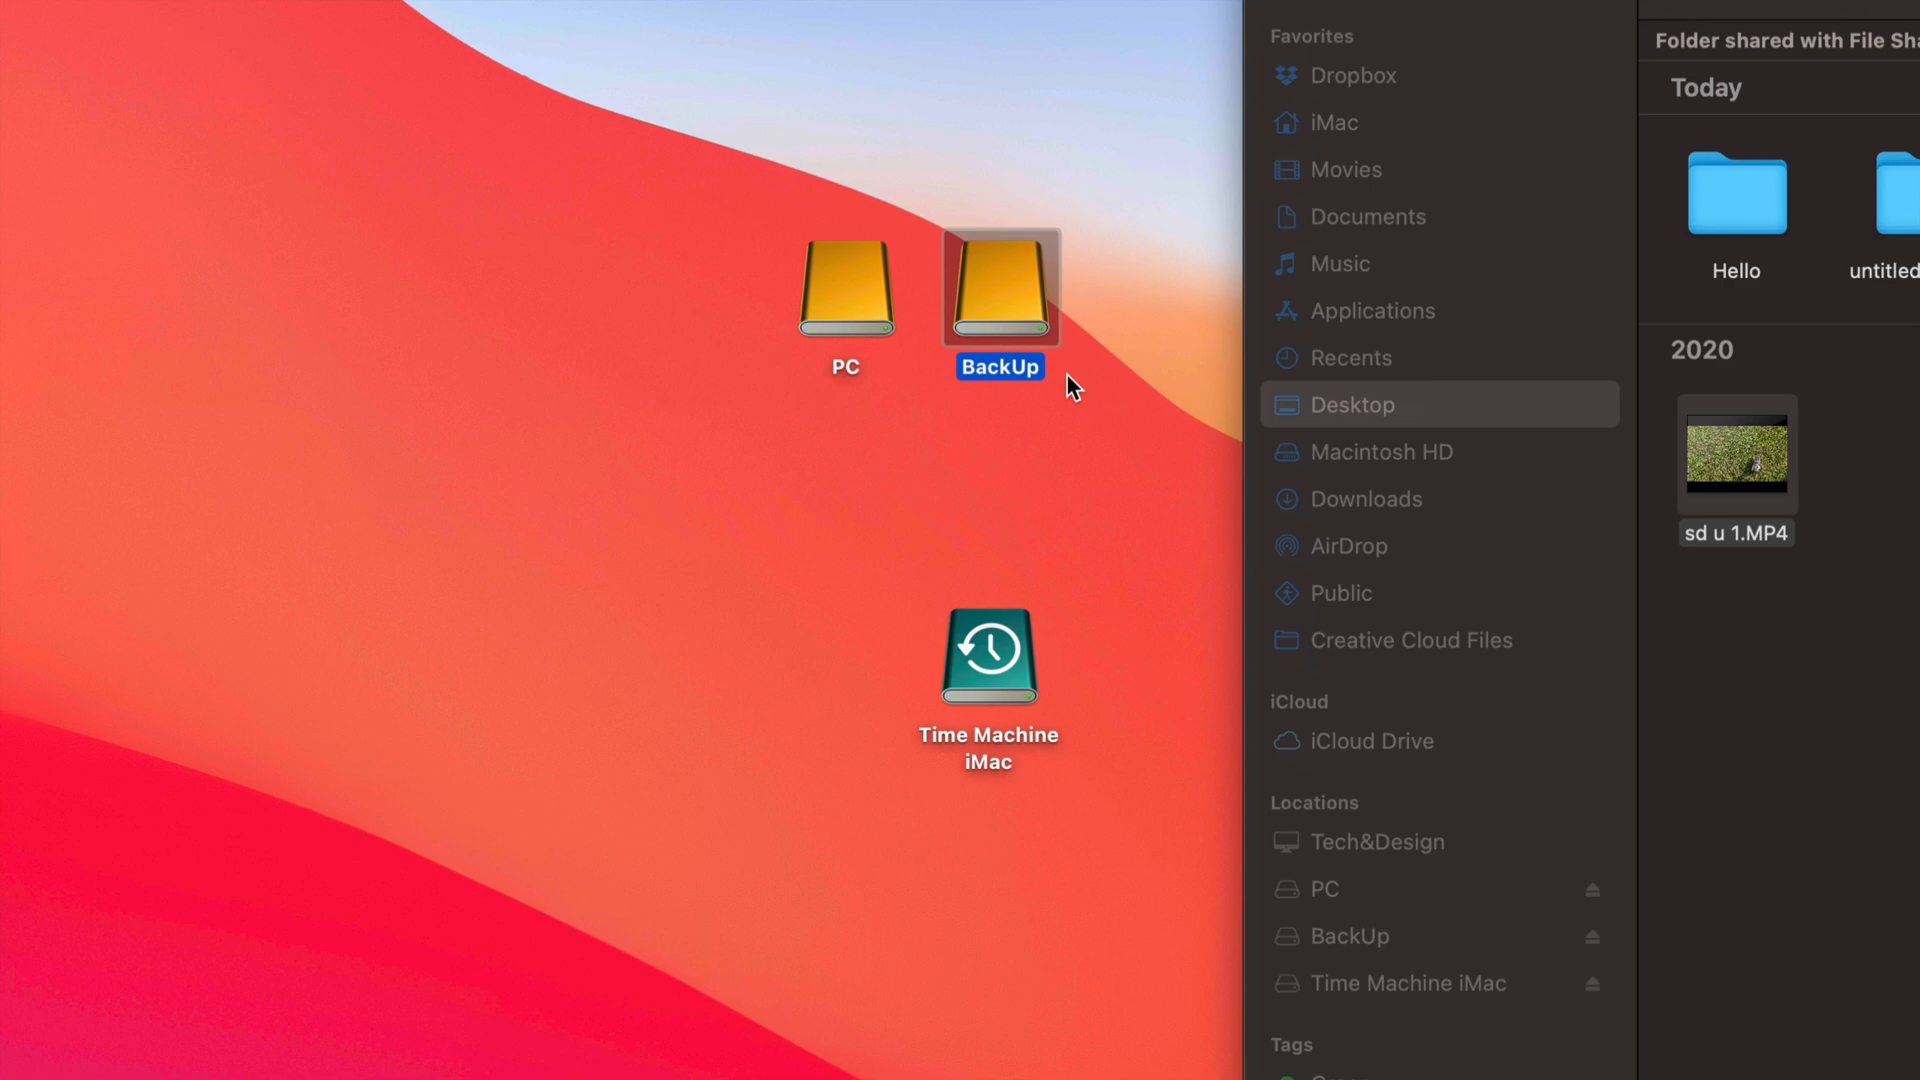 PC
BackUp
Time Machine
iMac
Favorites
Dropbox
iMac
Movies
Documents
Music
Applications
Recents
Desktop
Macintosh HD
Downloads
AirDrop
Public
Creative Cloud Files
iCloud
iCloud Drive
Locations
Tech&Design
PC
BackUp
Time Machine iMac
Tags
Folder shared with File Sha
Today
Hello
untitled
2020
sd u 1.MP4